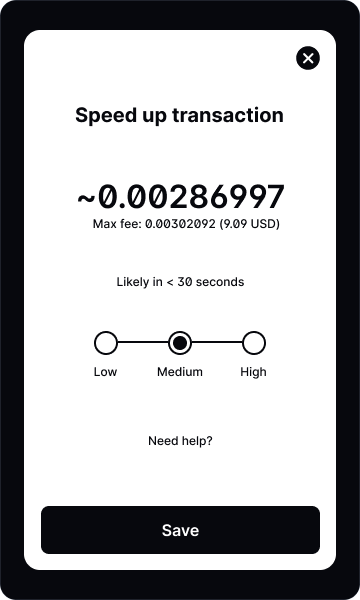 Speed up transaction
~0.00286997
Max fee: 0.00302092 (9.09 USD)
Likely in < 30 seconds
Low Medium High
Need help?
Save